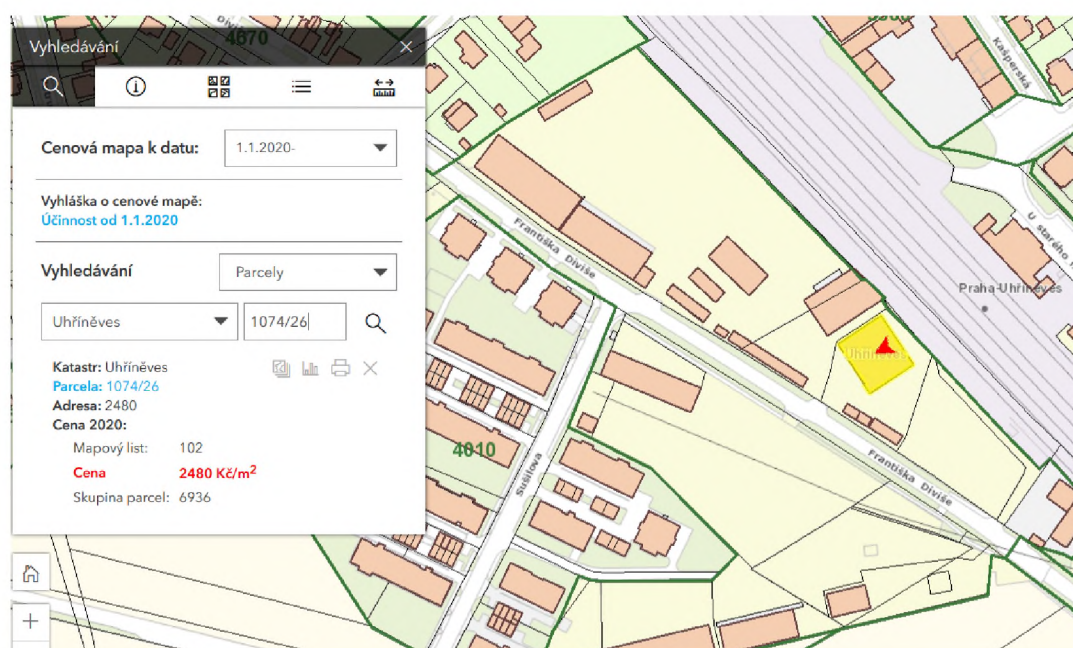 Vyhledávání
Cenová mapa k datu:
1.1.2020-
Vyhláška o cenové mapě:
Účinnost od 1.1.2020
Vyhledávání
Parcely
Uhříněves
1074/26
Katastr: Uhříněves
Parcela: 1074/26
Adresa: 2480
Cena 2020:
Mapový list: 102
Cena 2480 Kč/m²
Skupina parcel: 6936
4070
Kašperská
Františka Diviše
U starého
Praha-Uhříněves
4010
Sušilova
Františka Diviše